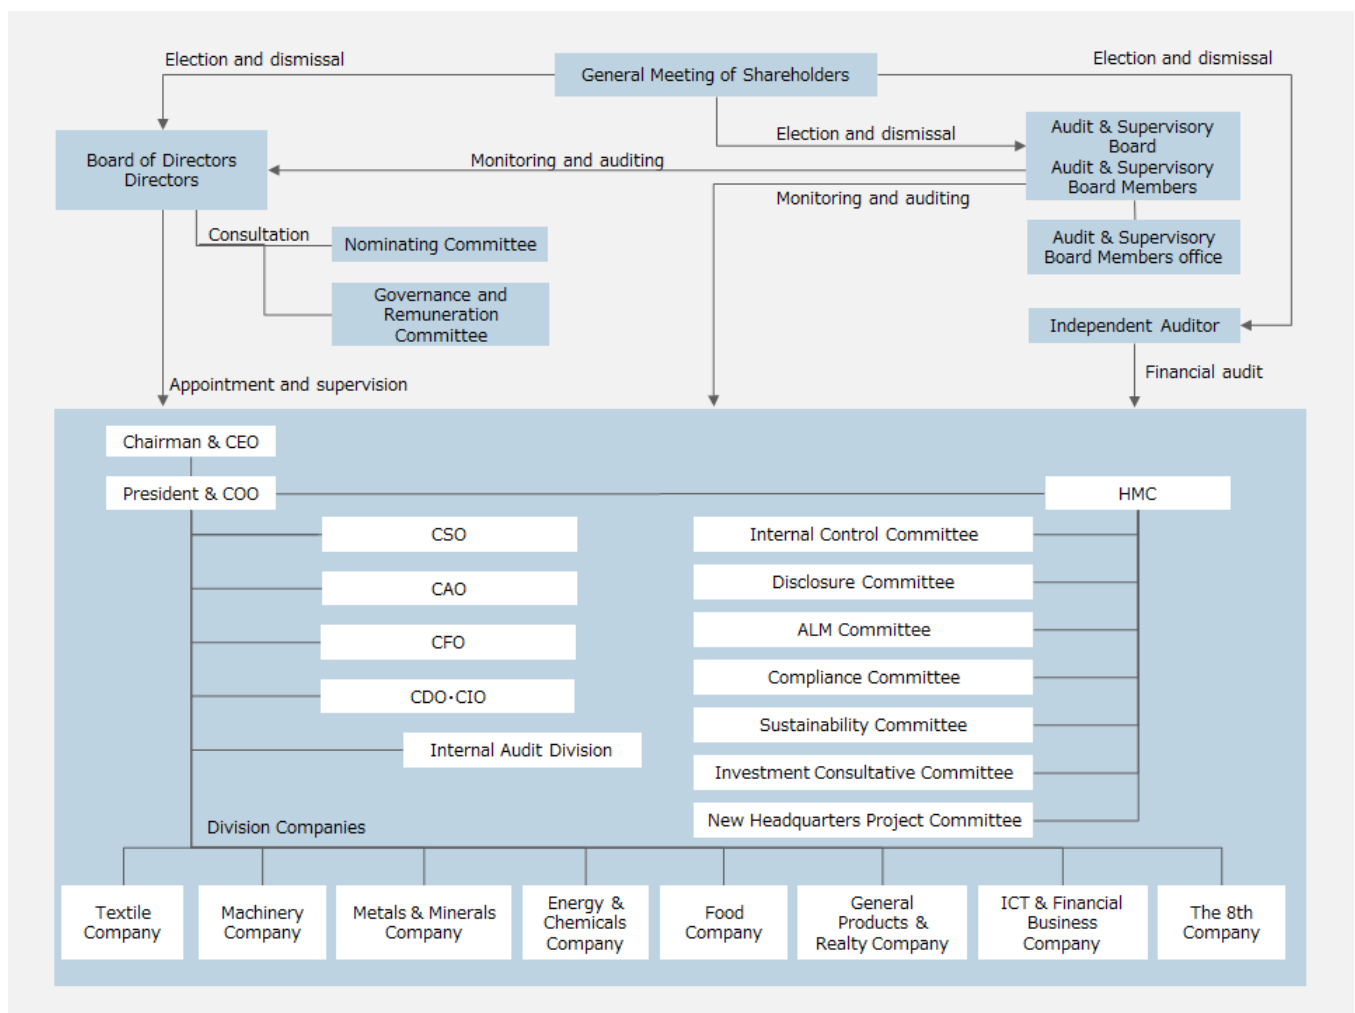 Election and dismissal
General Meeting of Shareholders
Election and dismissal
Election and dismissal
Audit & Supervisory
Board
Audit & Supervisory
Board Members
Board of Directors
Directors
Monitoring and auditing
Monitoring and auditing
Consultation
Nominating Committee
Audit & Supervisory
Board Members office
Governance and
Remuneration
Committee
Independent Auditor
Appointment and supervision
Financial audit
Chairman & CEO
President & COO
HMC
CSO
CAO
CFO
CDO・CIO
Internal Audit Division
Internal Control Committee
Disclosure Committee
ALM Committee
Compliance Committee
Sustainability Committee
Investment Consultative Committee
New Headquarters Project Committee
Division Companies
Textile
Company
Machinery
Company
Metals & Minerals
Company
Energy &
Chemicals
Company
Food
Company
General
Products &
Realty Company
ICT & Financial
Business
Company
The 8th
Company